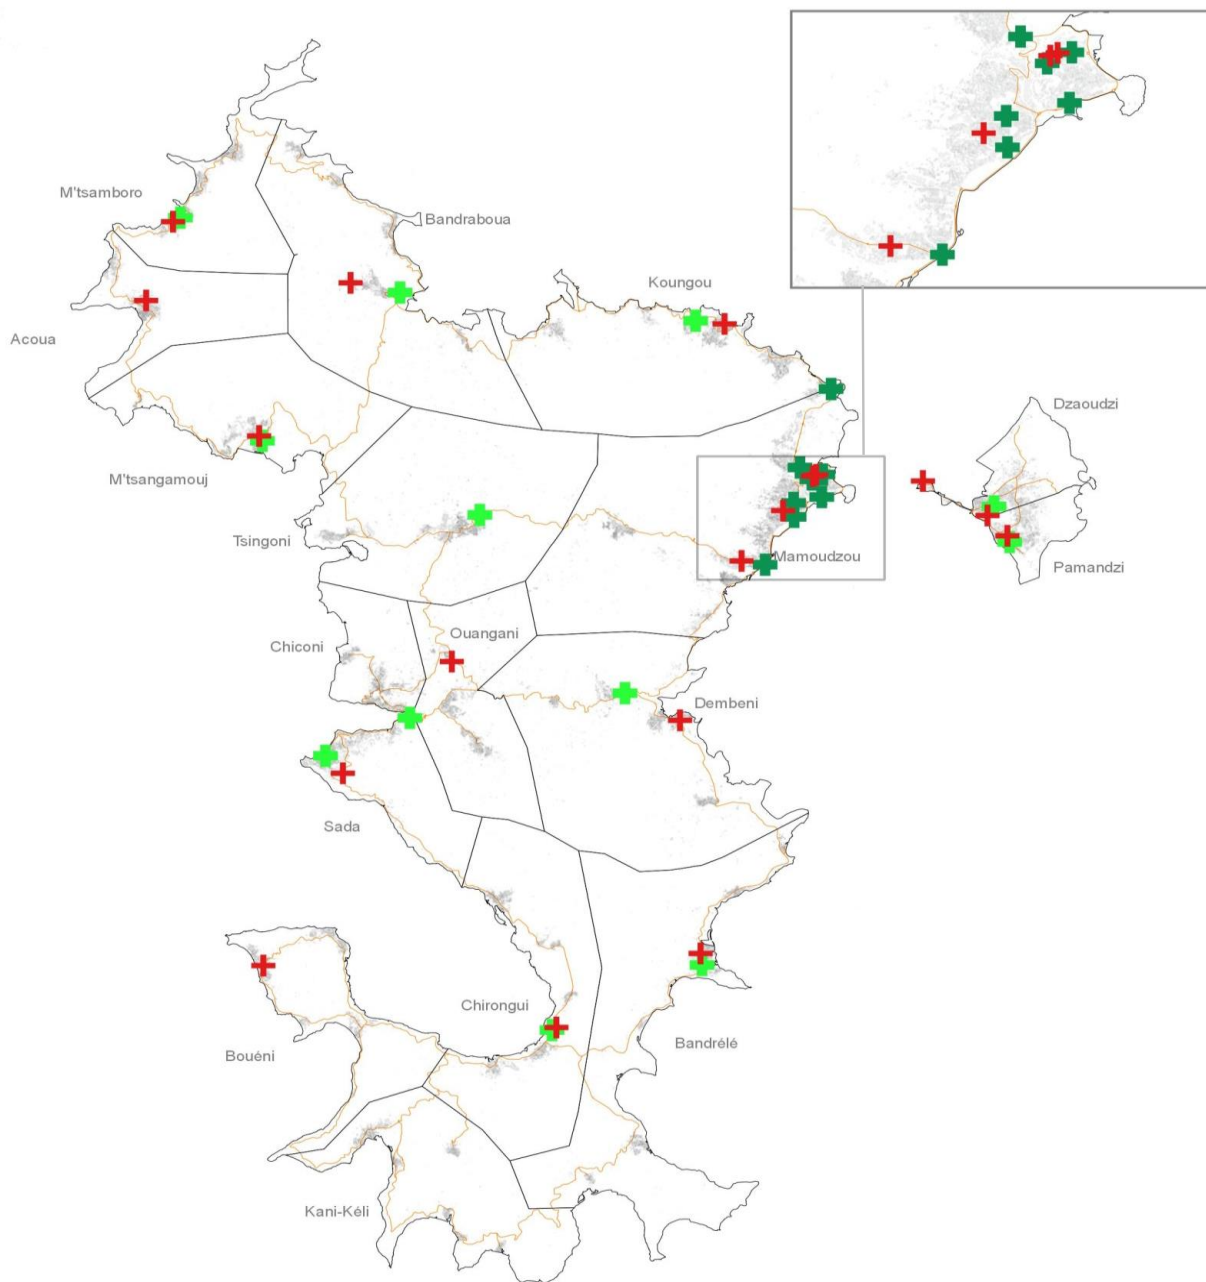 M'tsamboro
Bandraboua
Koungou
Acoua
Dzaoudzi
M'tsangamouj
Tsingoni
Mamoudzou
Pamandzi
Ouangani
Chiconi
Dembeni
Sada
Chirongui
Bandrélé
Bouéni
Kani-Kéli